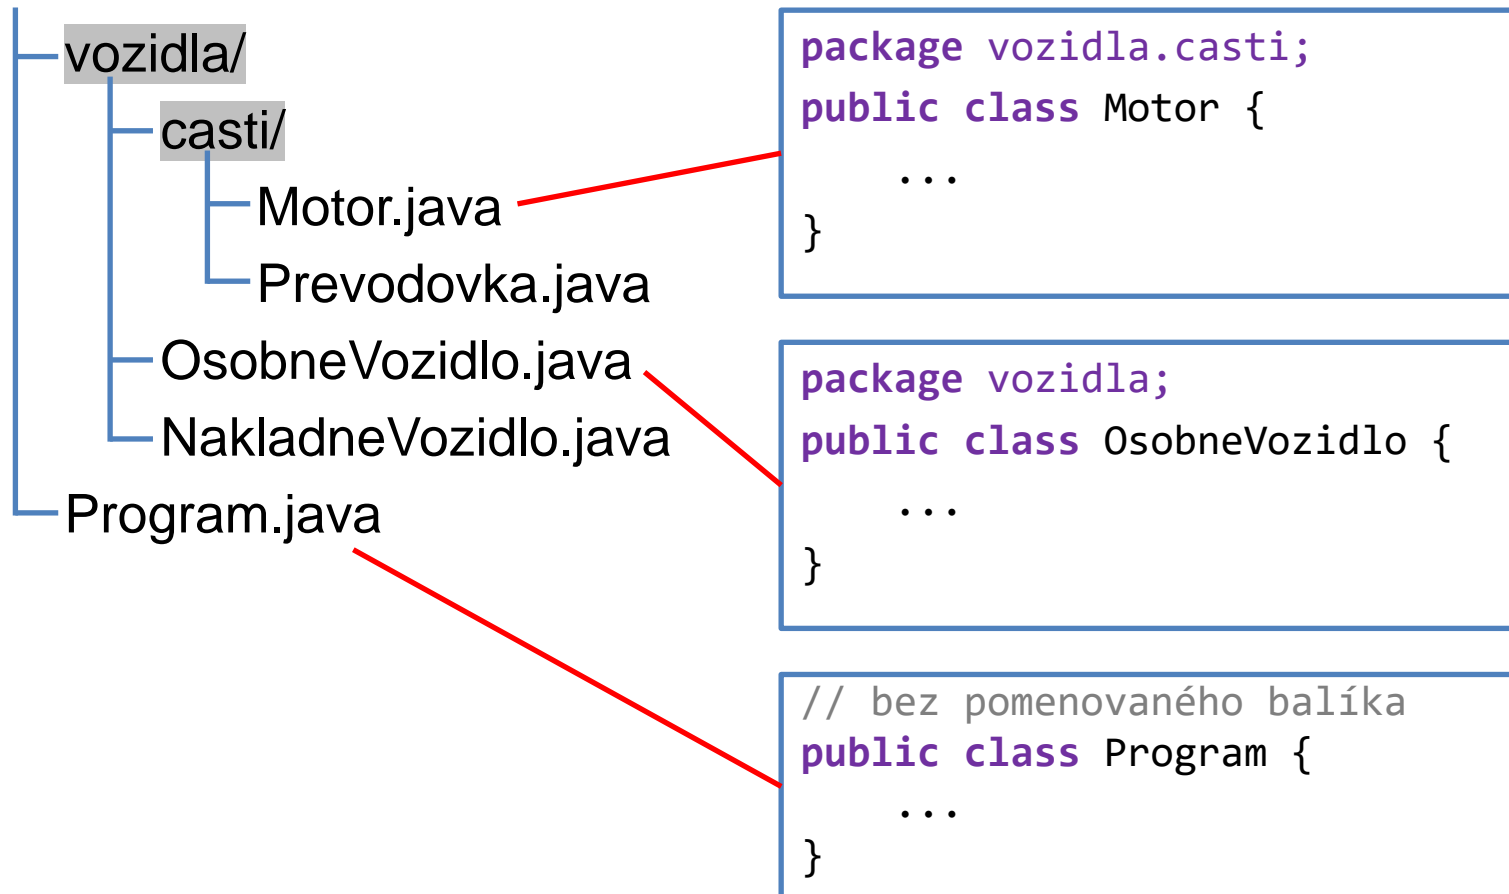 vozidla/
casti/
Motor.java
Prevodovka.java
OsobneVozidlo.java
NakladneVozidlo.java
Program.java
package vozidla.casti;
public class Motor {
...
}
package vozidla;
public class OsobneVozidlo {
...
}
// bez pomenovaného balíka
public class Program {
...
}